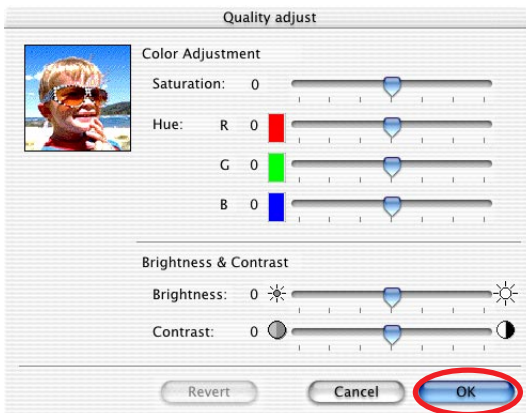 Quality adjust
Color Adjustment
Saturation: 0
Hue: R 0
G 0
B 0
Brightness & Contrast
Brightness: 0
Contrast: 0
Revert Cancel OK